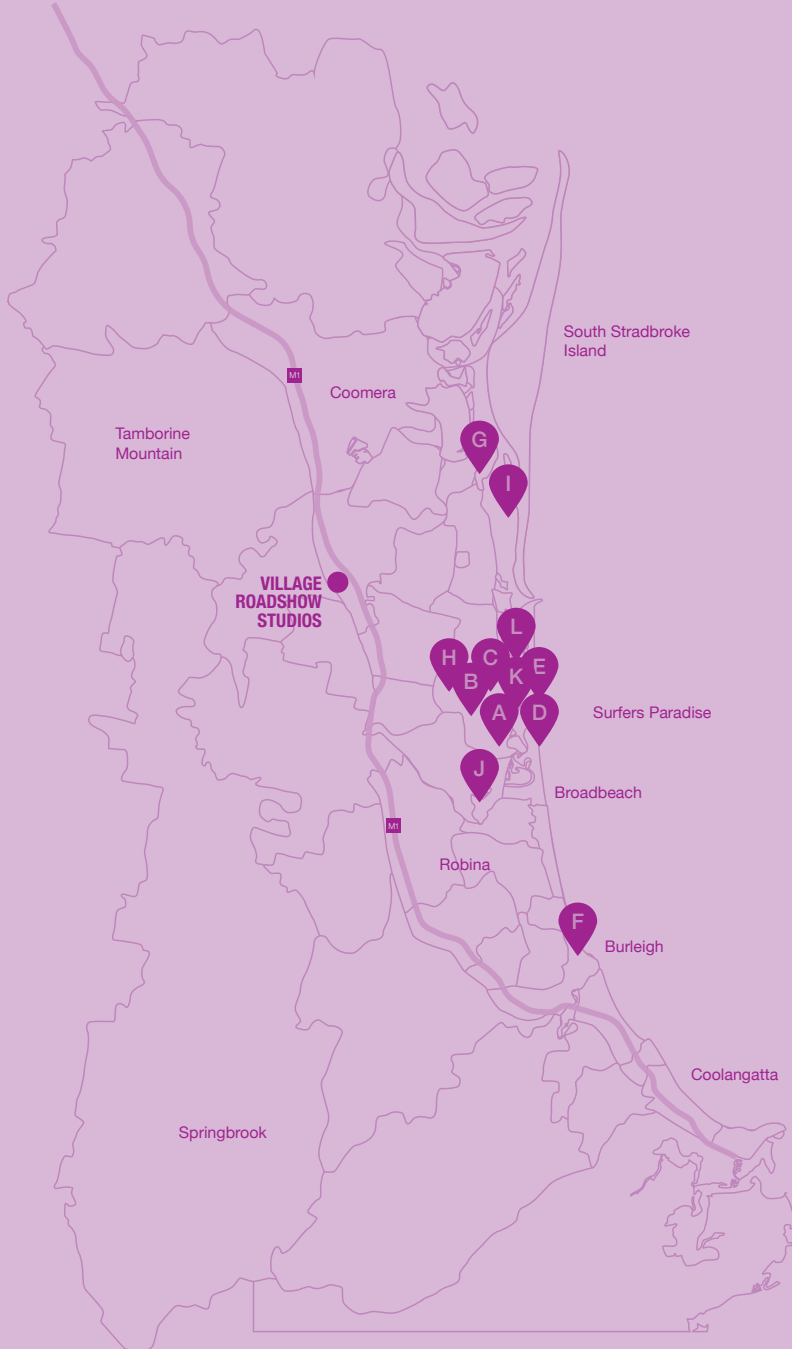 South Stradbroke
Island
M1
Coomera
Tamborine
Mountain
G
I
VILLAGE
ROADSHOW
STUDIOS
L
H
C
E
B
K
A
D
Surfers Paradise
J
Broadbeach
M1
Robina
F
Burleigh
Coolangatta
Springbrook